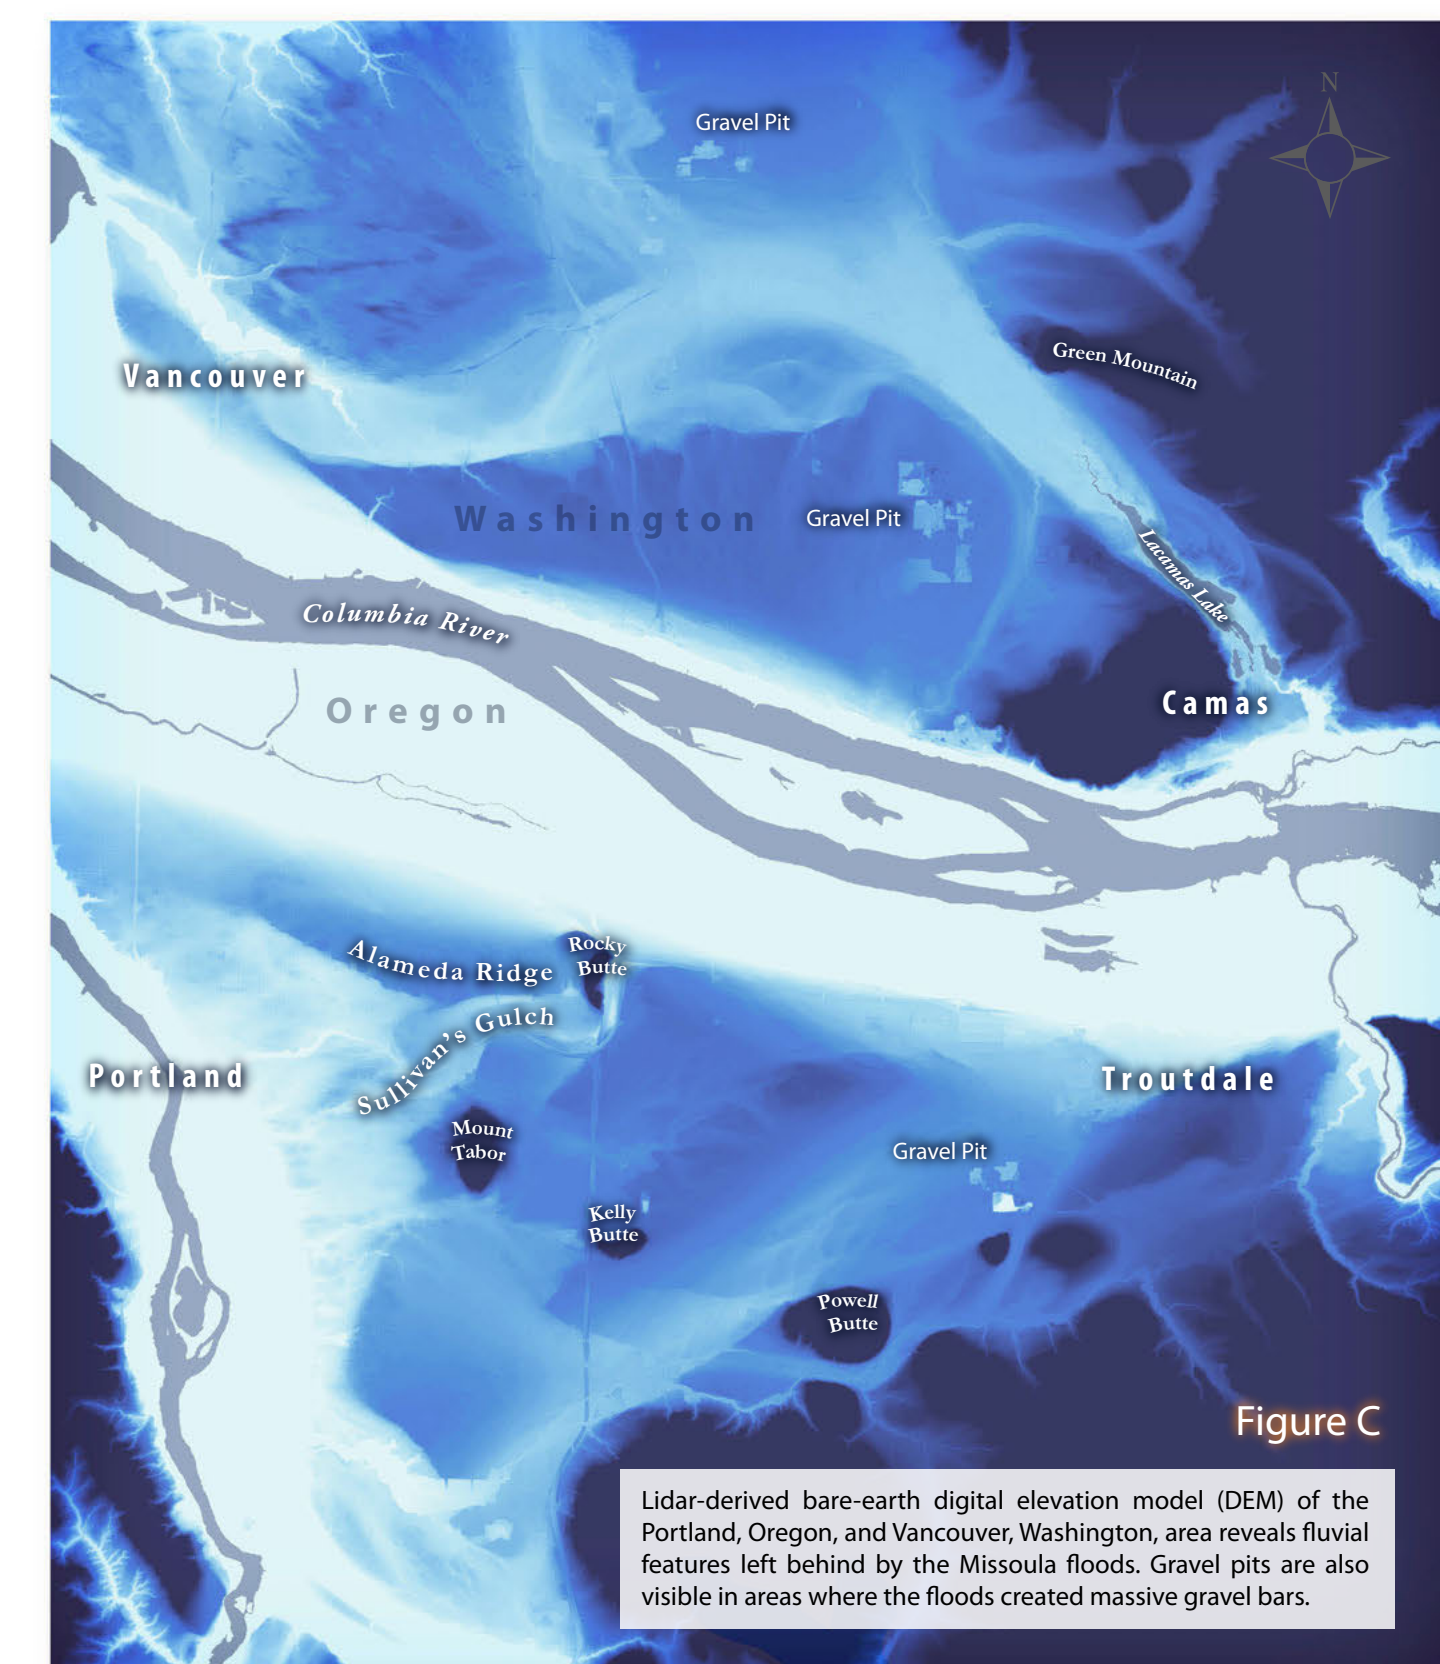 N
Gravel Pit
Green Mountain
Vancouver
Washington
Gravel Pit
Lacamas Lake
Columbia River
Camas
Oregon
Alameda Ridge
Rocky
Butte
Sullivan's Gulch
Portland
Troutdale
Mount
Tabor
Gravel Pit
Kelly
Butte
Powell
Butte
Figure C
Lidar-derived bare-earth digital elevation model (DEM) of the
Portland, Oregon, and Vancouver, Washington, area reveals fluvial
features left behind by the Missoula floods. Gravel pits are also
visible in areas where the floods created massive gravel bars.